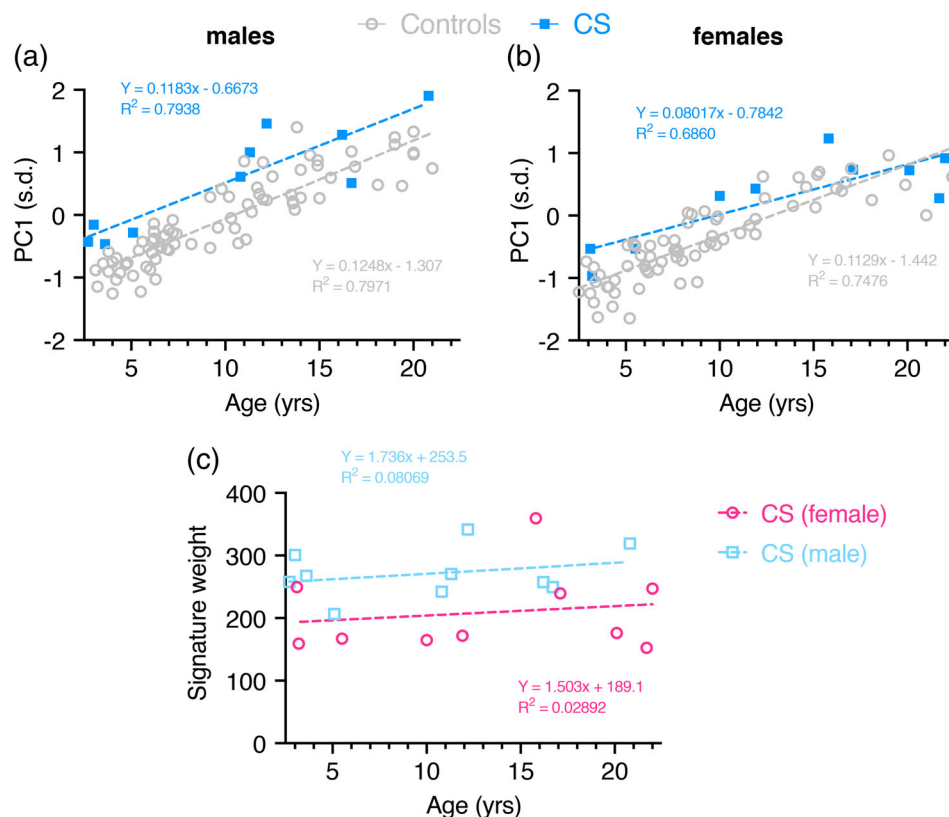 Controls CS
males
females
(a)
(b)
Y = 0.1183x - 0.6673
R² = 0.7938
Y = 0.08017x - 0.7842
R² = 0.6860
2
1
0
-1
-2
PC1 (s.d.)
Y = 0.1248x - 1.307
R² = 0.7971
5 10 15 20
Age (yrs)
2
1
0
-1
-2
PC1 (s.d.)
Y = 0.1129x - 1.442
R² = 0.7476
5 10 15 20
Age (yrs)
(c)
Y = 1.736x + 253.5
R² = 0.08069
400
300
200
100
0
Signature weight
CS (female)
CS (male)
Y = 1.503x + 189.1
R² = 0.02892
5 10 15 20
Age (yrs)